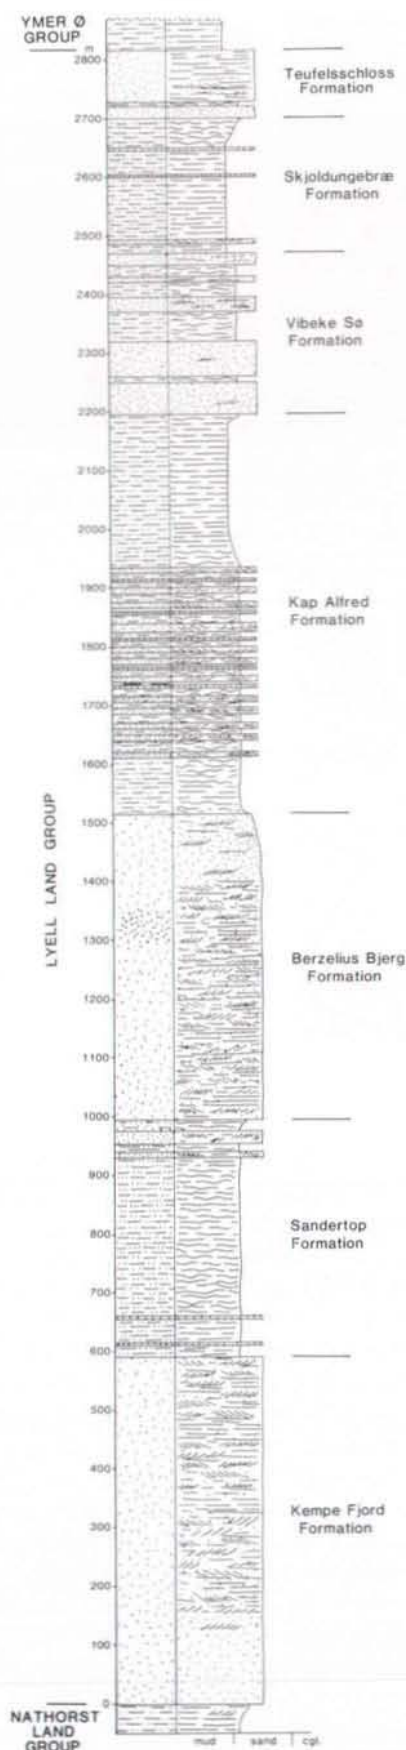 YMER Ø
GROUP
m
2800
Teufelsschloss
Formation
2700
2600
Skjoldungebræ
Formation
2500
2400
Vibeke Sø
Formation
2300
2200
2100
2000
1900
Kap Alfred
Formation
1800
1700
1600
LYELL LAND GROUP
1500
1400
1300
Berzelius Bjerg
Formation
1200
1100
1000
900
Sandertop
Formation
800
700
600
500
400
Kempe Fjord
Formation
300
200
100
0
NATHORST
LAND
GROUP
mud
sand
cgl.